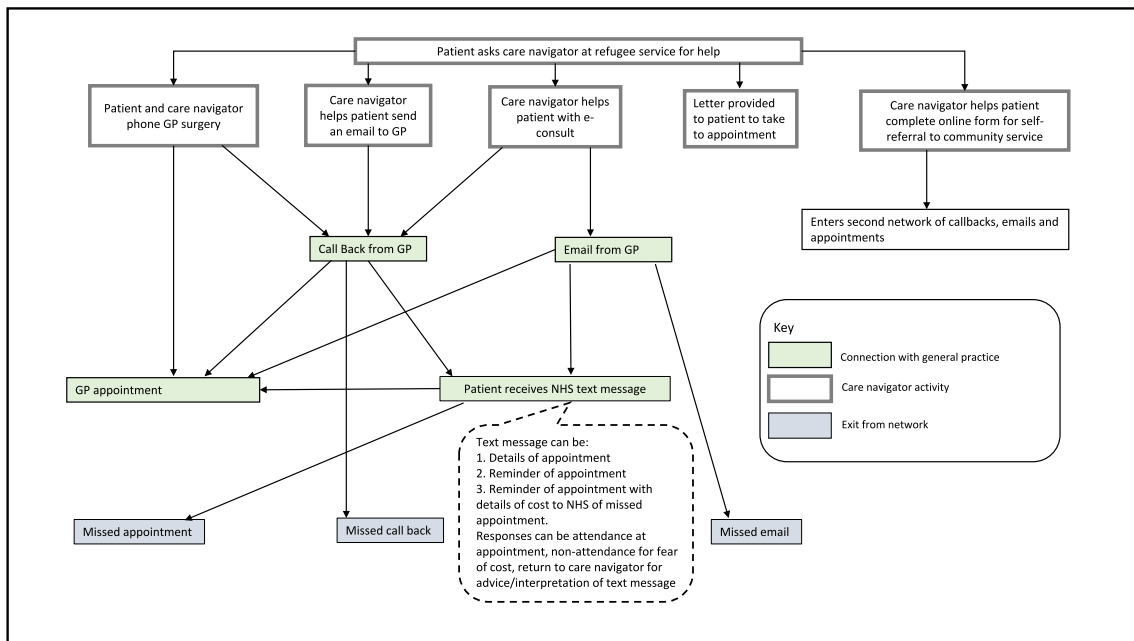 Patient asks care navigator at refugee service for help
Patient and care navigator
phone GP surgery
Care navigator
helps patient send
an email to GP
Care navigator helps
patient with e-
consult
Letter provided
to patient to take
to appointment
Care navigator helps patient
complete online form for self-
referral to community service
Enters second network of callbacks, emails and
appointments
Call Back from GP
Email from GP
Key
Connection with general practice
Care navigator activity
Exit from network
GP appointment
Patient receives NHS text message
Text message can be:
1. Details of appointment
2. Reminder of appointment
3. Reminder of appointment with
details of cost to NHS of missed
appointment.
Responses can be attendance at
appointment, non-attendance for fear
of cost, return to care navigator for
advice/interpretation of text message
Missed appointment
Missed call back
Missed email